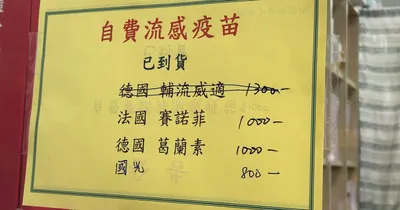 自費流感疫苗
已到貨
德國 輔流威適 1300-
法國 賽諾菲 1000-
德國 葛蘭素 1000-
國光 800-